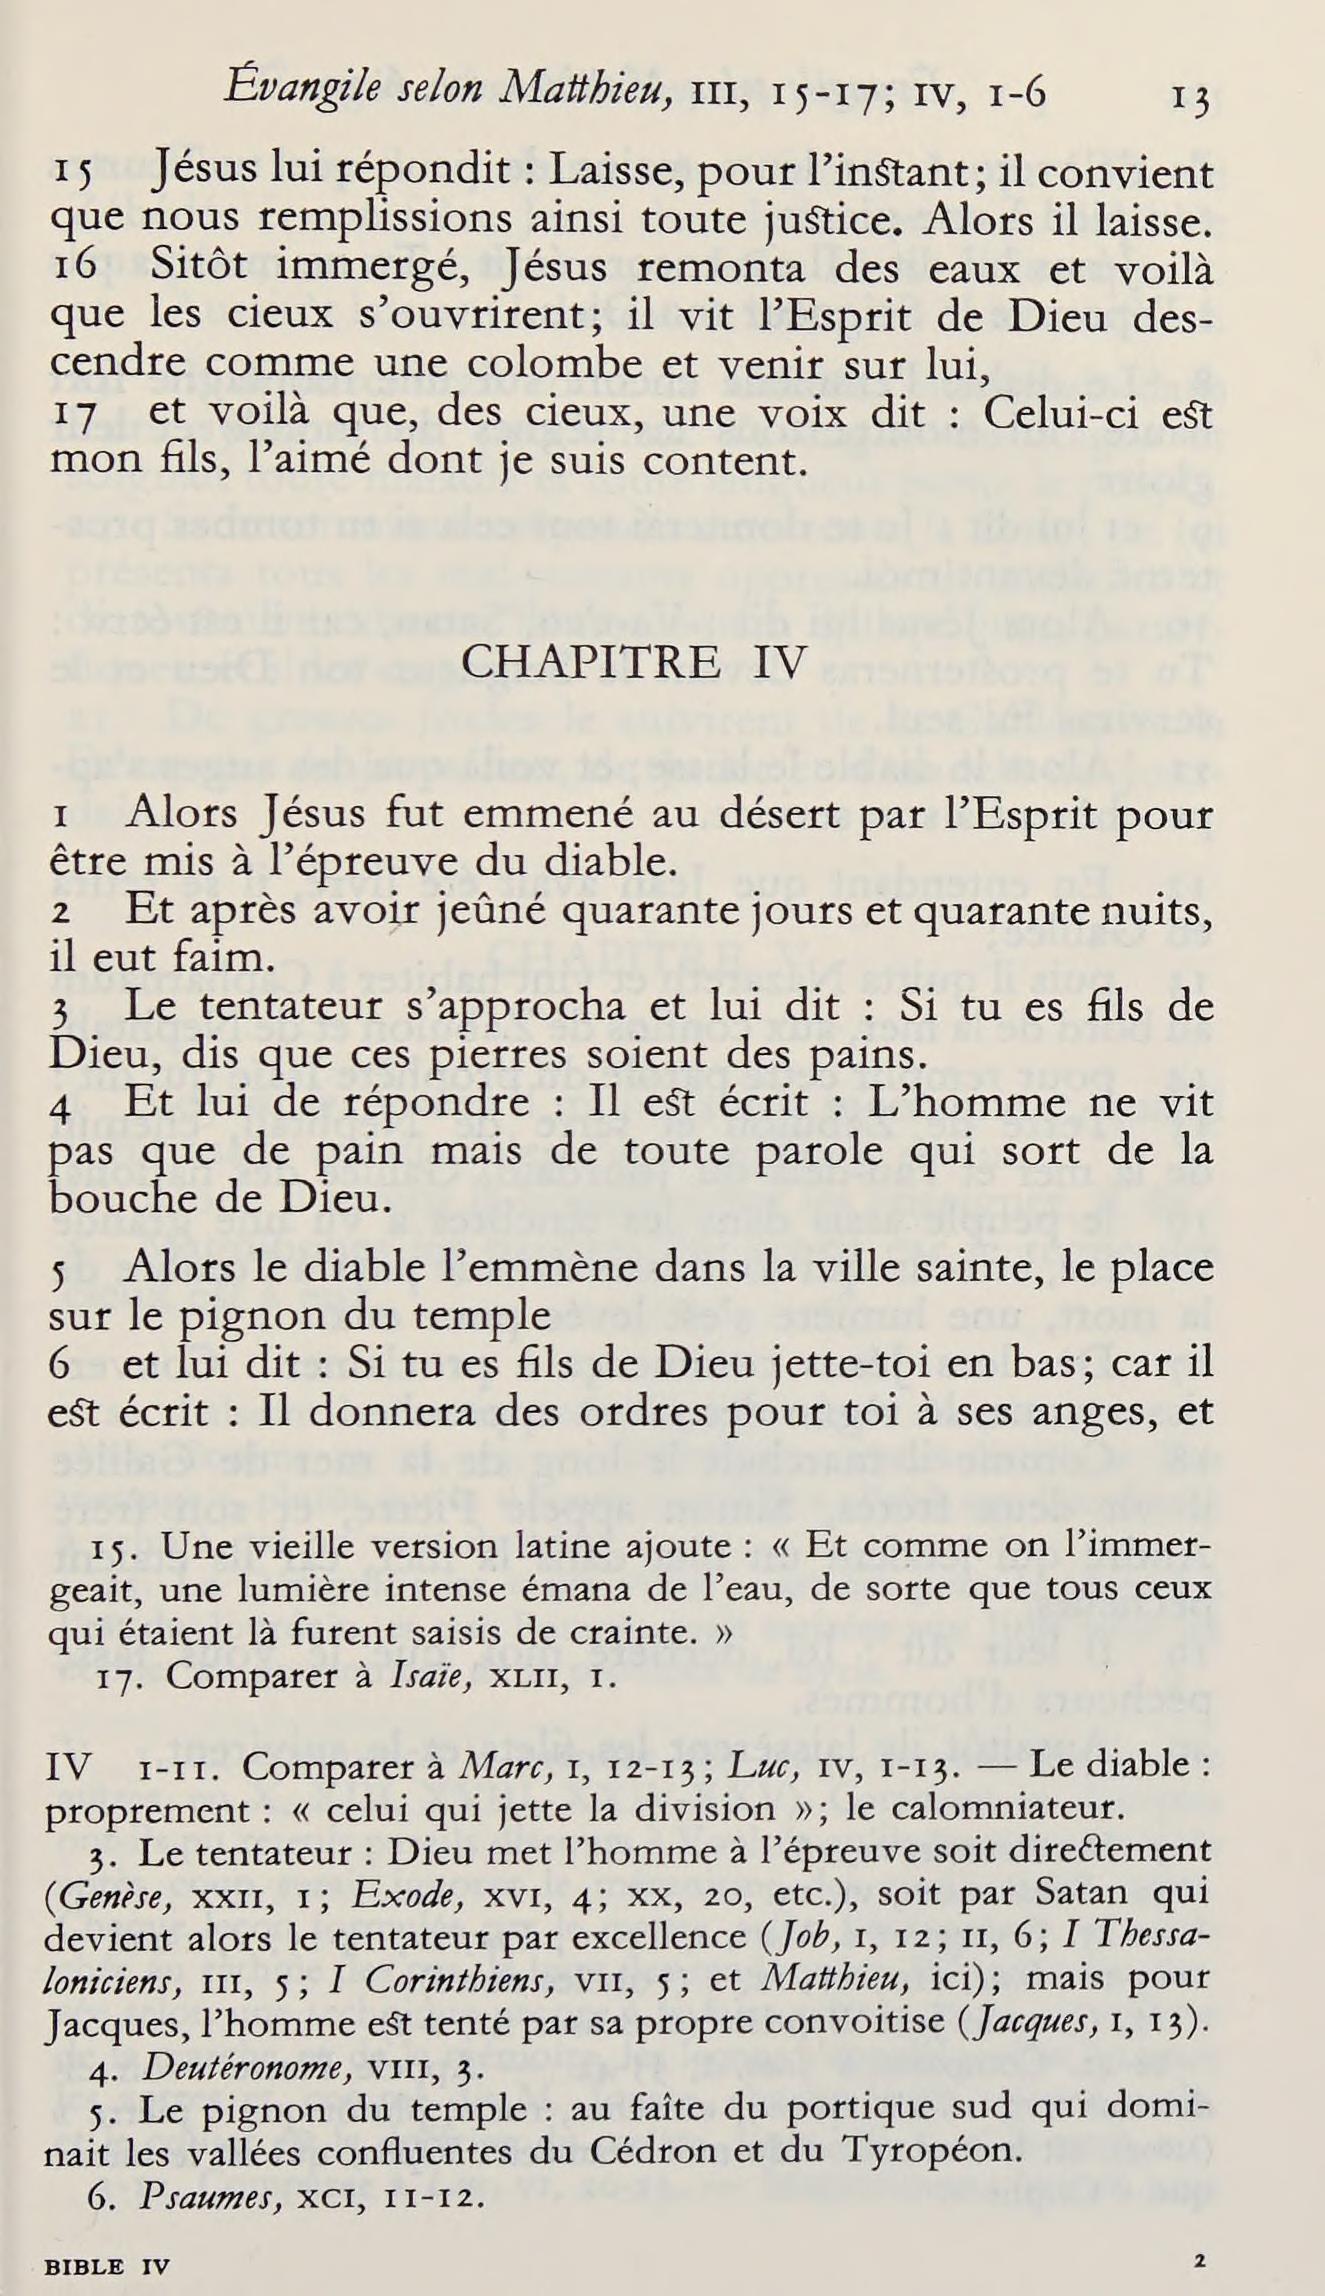 Évangile selon Matthieu, III, 15-17; IV, 1-6 13
15 Jésus lui répondit : Laisse, pour l'instant; il convient
que nous remplissions ainsi toute justice. Alors il laisse.
16 Sitôt immergé, Jésus remonta des eaux et voilà
que les cieux s'ouvrirent; il vit l'Esprit de Dieu des-
cendre comme une colombe et venir sur lui,
17 et voilà que, des cieux, une voix dit : Celui-ci est
mon fils, l'aimé dont je suis content.
CHAPITRE IV
1 Alors Jésus fut emmené au désert par l'Esprit pour
être mis à l'épreuve du diable.
2 Et après avoir jeûné quarante jours et quarante nuits,
il eut faim.
3 Le tentateur s'approcha et lui dit : Si tu es fils de
Dieu, dis que ces pierres soient des pains.
4 Et lui de répondre : Il est écrit : L'homme ne vit
pas que de pain mais de toute parole qui sort de la
bouche de Dieu.
5 Alors le diable l'emmène dans la ville sainte, le place
sur le pignon du temple
6 et lui dit : Si tu es fils de Dieu jette-toi en bas; car il
est écrit : Il donnera des ordres pour toi à ses anges, et
15. Une vieille version latine ajoute : « Et comme on l'immer-
geait, une lumière intense émana de l'eau, de sorte que tous ceux
qui étaient là furent saisis de crainte. »
17. Comparer à Isaïe, XLII, 1.
IV 1-11. Comparer à Marc, I, 12-13; Luc, IV, 1-13. — Le diable :
proprement : « celui qui jette la division »; le calomniateur.
3. Le tentateur : Dieu met l'homme à l'épreuve soit directement
(Genèse, XXII, 1; Exode, XVI, 4; XX, 20, etc.), soit par Satan qui
devient alors le tentateur par excellence (Job, I, 12; II, 6; I Thessa-
loniciens, III, 5; I Corinthiens, VII, 5; et Matthieu, ici); mais pour
Jacques, l'homme est tenté par sa propre convoitise (Jacques, I, 13).
4. Deutéronome, VIII, 3.
5. Le pignon du temple : au faîte du portique sud qui domi-
nait les vallées confluentes du Cédron et du Tyropéon.
6. Psaumes, XCI, 11-12.
BIBLE IV 2